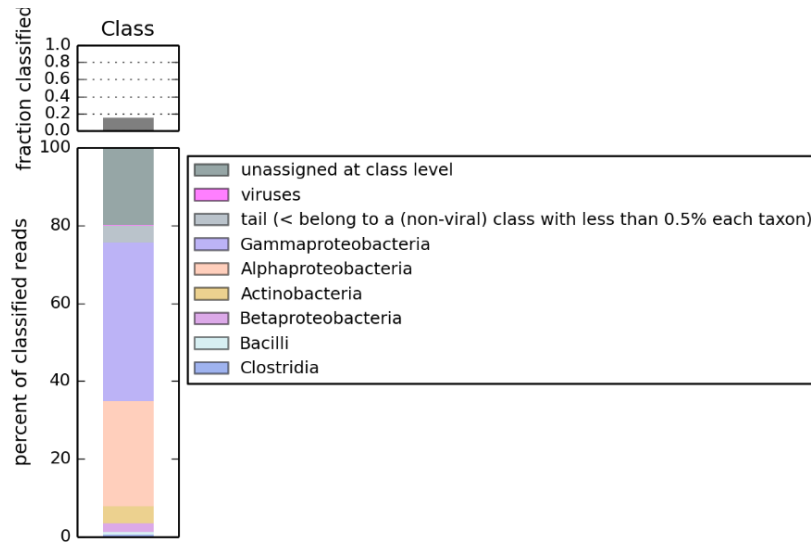 Class
fraction classified
1.0
0.8
0.6
0.4
0.2
0.0
percent of classified reads
100
80
60
40
20
0
unassigned at class level
viruses
tail (< belong to a (non-viral) class with less than 0.5% each taxon)
Gammaproteobacteria
Alphaproteobacteria
Actinobacteria
Betaproteobacteria
Bacilli
Clostridia